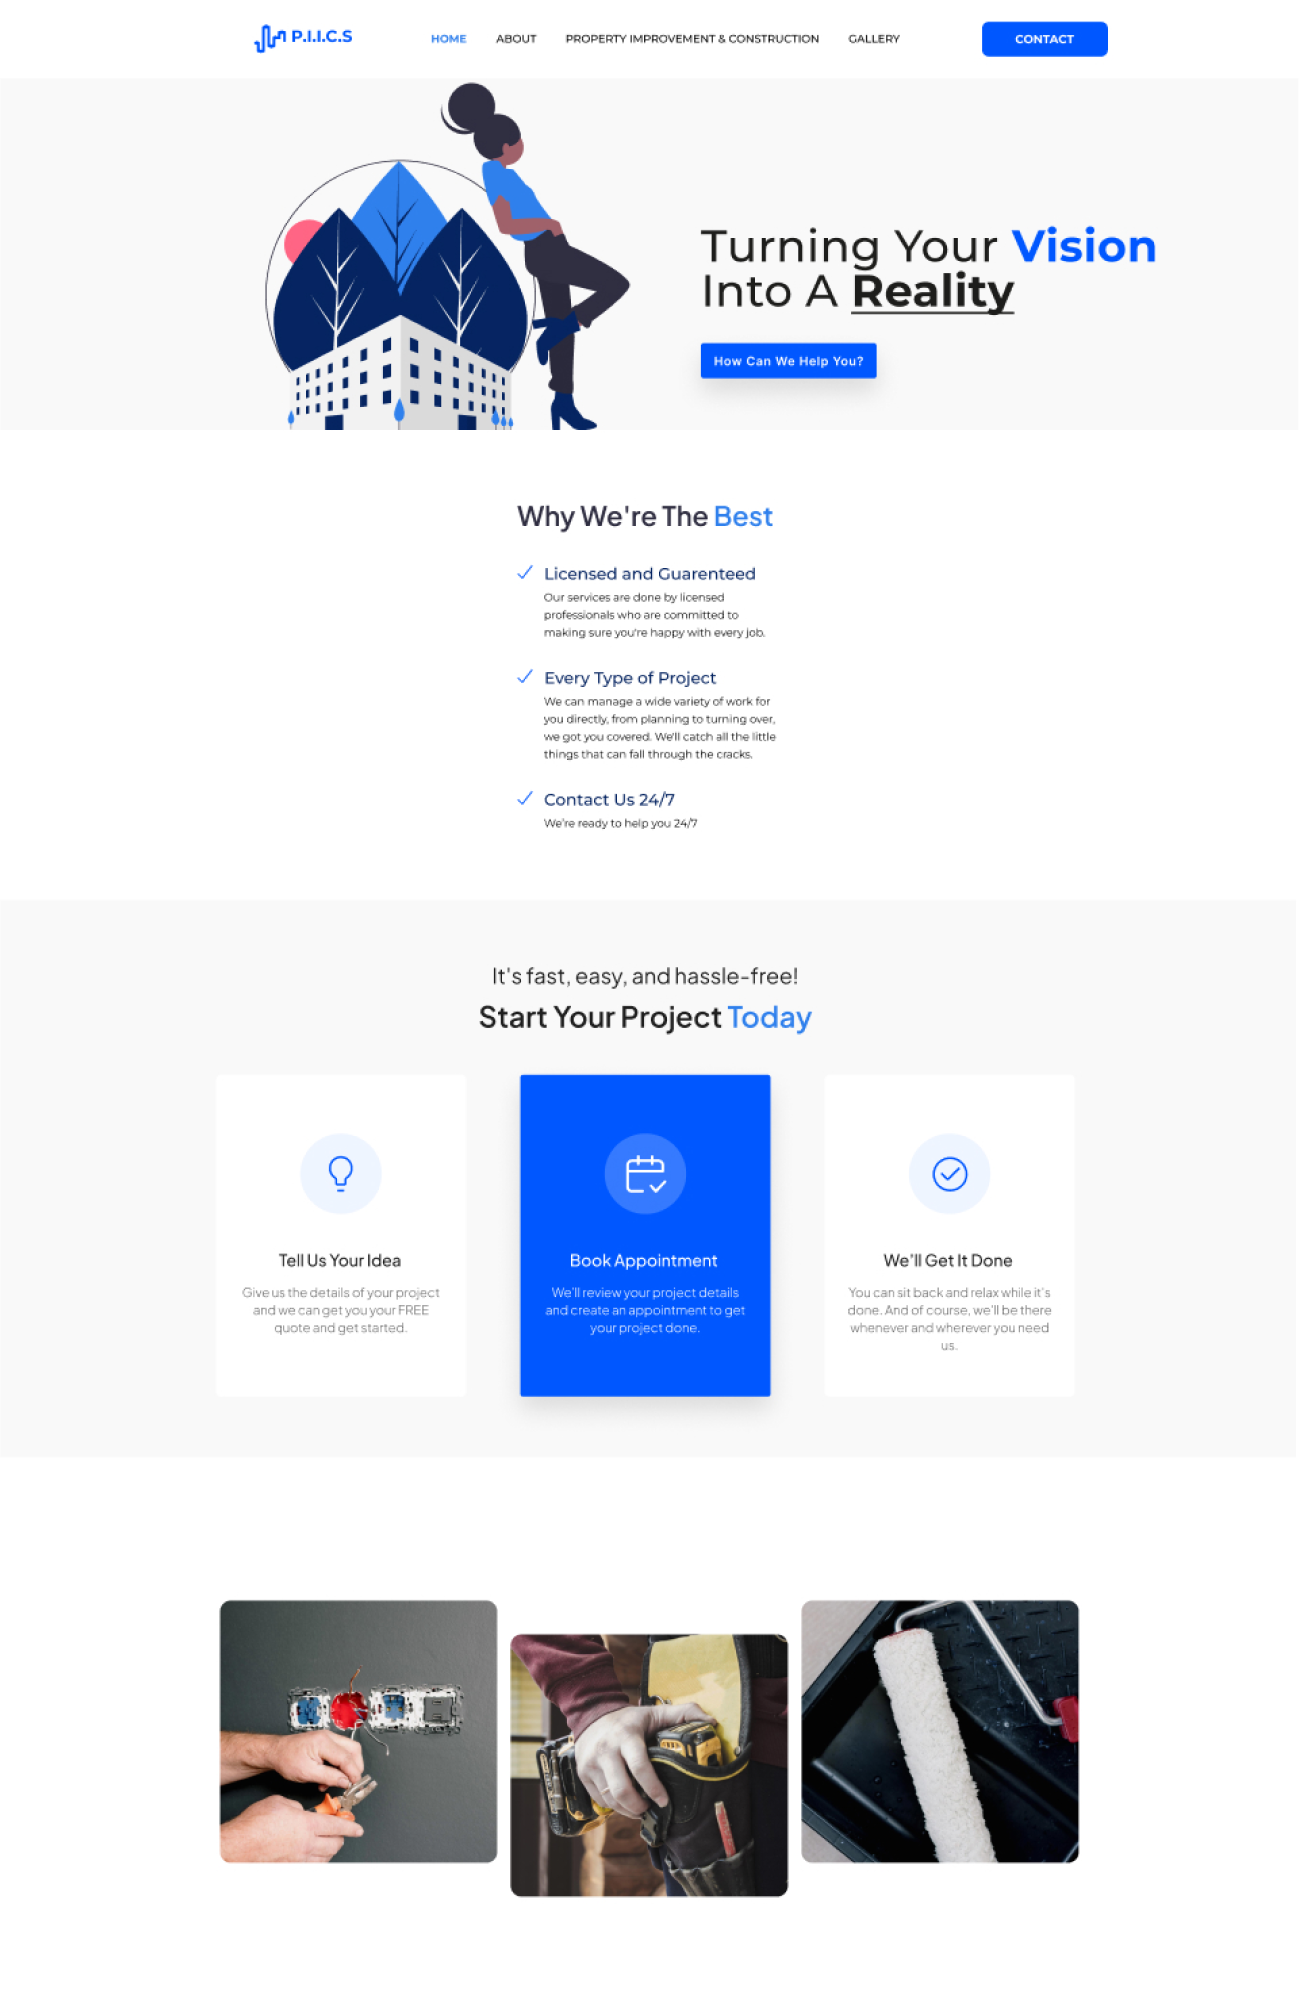 P.I.I.C.S
HOME ABOUT PROPERTY IMPROVEMENT & CONSTRUCTION GALLERY CONTACT
Turning Your Vision
Into A Reality
How Can We Help You?
Why We're The Best
Licensed and Guarenteed
Our services are done by licensed
professionals who are committed to
making sure you're happy with every job.
Every Type of Project
We can manage a wide variety of work for
you directly, from planning to turning over,
we got you covered. We'll catch all the little
things that can fall through the cracks.
Contact Us 24/7
We're ready to help you 24/7
It's fast, easy, and hassle-free!
Start Your Project Today
Tell Us Your Idea
Give us the details of your project
and we can get you your FREE
quote and get started.
Book Appointment
We'll review your project details
and create an appointment to get
your project done.
We'll Get It Done
You can sit back and relax while it's
done. And of course, we'll be there
whenever and wherever you need
us.